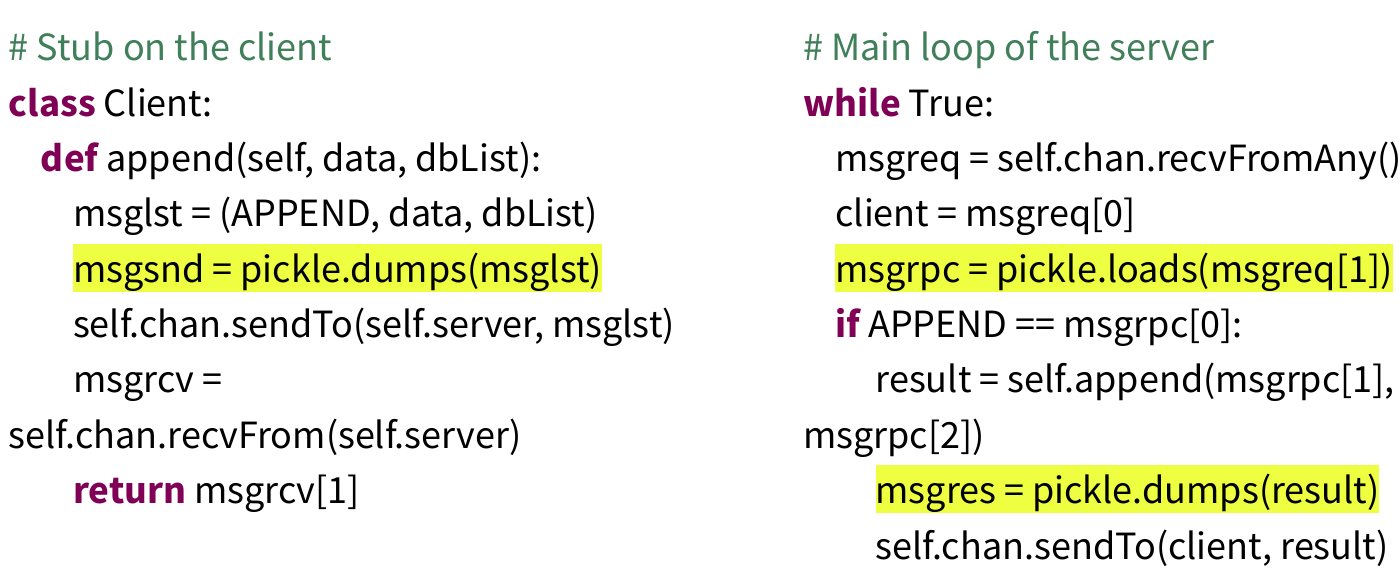 # Stub on the client
class Client:
def append(self, data, dbList):
msglst = (APPEND, data, dbList)
msgsnd = pickle.dumps(msglst)
self.chan.sendTo(self.server, msglst)
msgrcv =
self.chan.recvFrom(self.server)
return msgrcv[1]
# Main loop of the server
while True:
msgreq = self.chan.recvFromAny()
client = msgreq[0]
msgrpc = pickle.loads(msgreq[1])
if APPEND == msgrpc[0]:
result = self.append(msgrpc[1],
msgrpc[2])
msgres = pickle.dumps(result)
self.chan.sendTo(client, result)